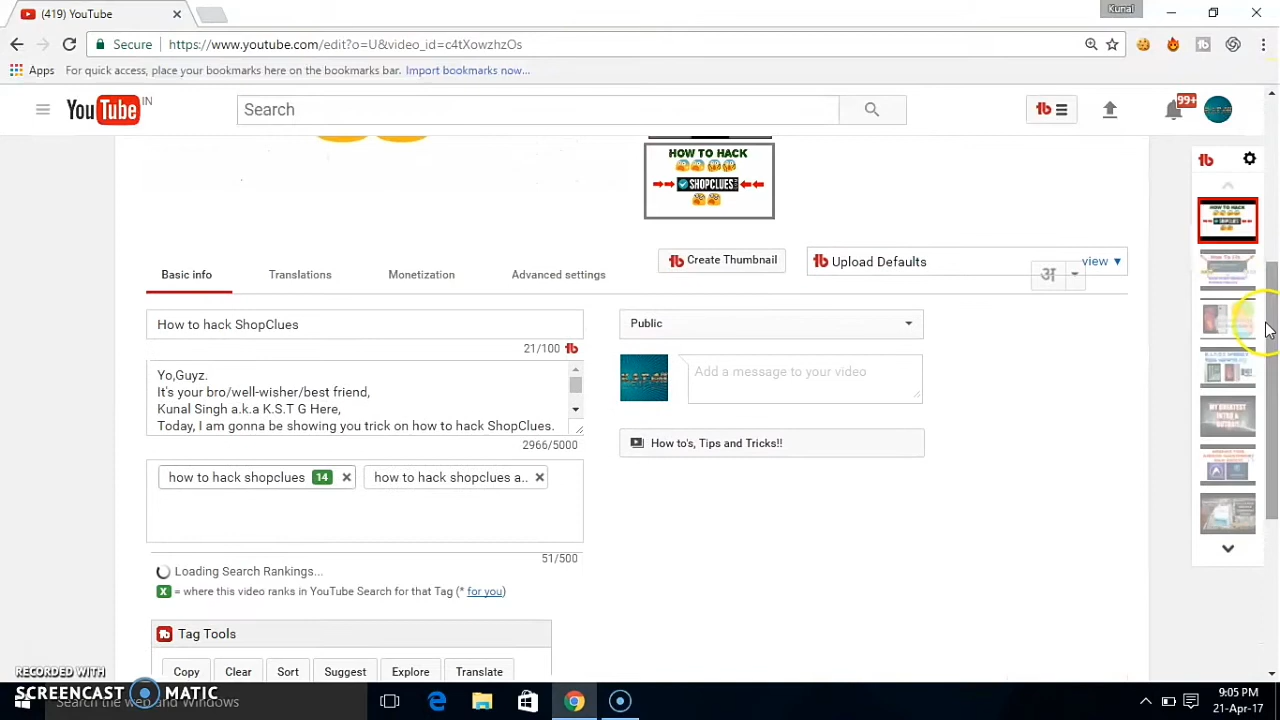 (419) YouTube
Kunal
Secure
https://www.youtube.com/edit?o=U&video_id=c4tXowzhzOs
Apps
For quick access, place your bookmarks here on the bookmarks bar. Import bookmarks now...
YouTube IN
Search
99+
HOW TO HACK
SHOPCLUES
Basic info
Translations
Monetization
Advanced settings
Create Thumbnail
Upload Defaults
view
How to hack ShopClues
21/100
Public
Yo,Guyz.
It's your bro/well-wisher/best friend,
Kunal Singh a.k.a K.S.T G Here,
Today, I am gonna be showing you trick on how to hack ShopClues.
2966/5000
Add a message to your video
How to's, Tips and Tricks!!
how to hack shopclues 14
how to hack shopclues a..
51/500
Loading Search Rankings...
X = where this video ranks in YouTube Search for that Tag (* for you)
Tag Tools
Copy
Clear
Sort
Suggest
Explore
Translate
HOW TO HACK
MY GREATEST
INTRO &
OUTRO
RECORDED WITH
SCREENCAST MATIC
Search the web and Windows
9:05 PM
21-Apr-17